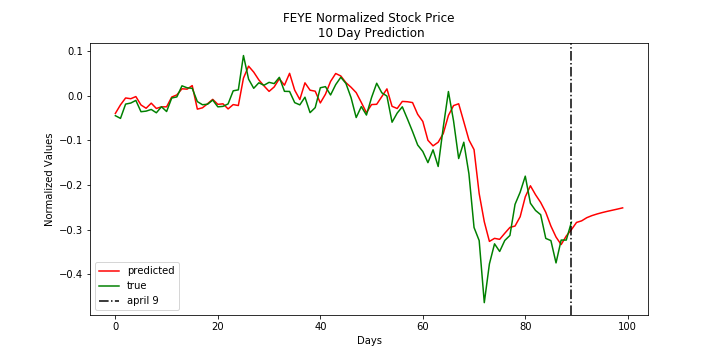 FEYE Normalized Stock Price
10 Day Prediction
Normalized Values
0.1
0.0
−0.1
−0.2
−0.3
−0.4
predicted
true
april 9
0 20 40 60 80 100
Days